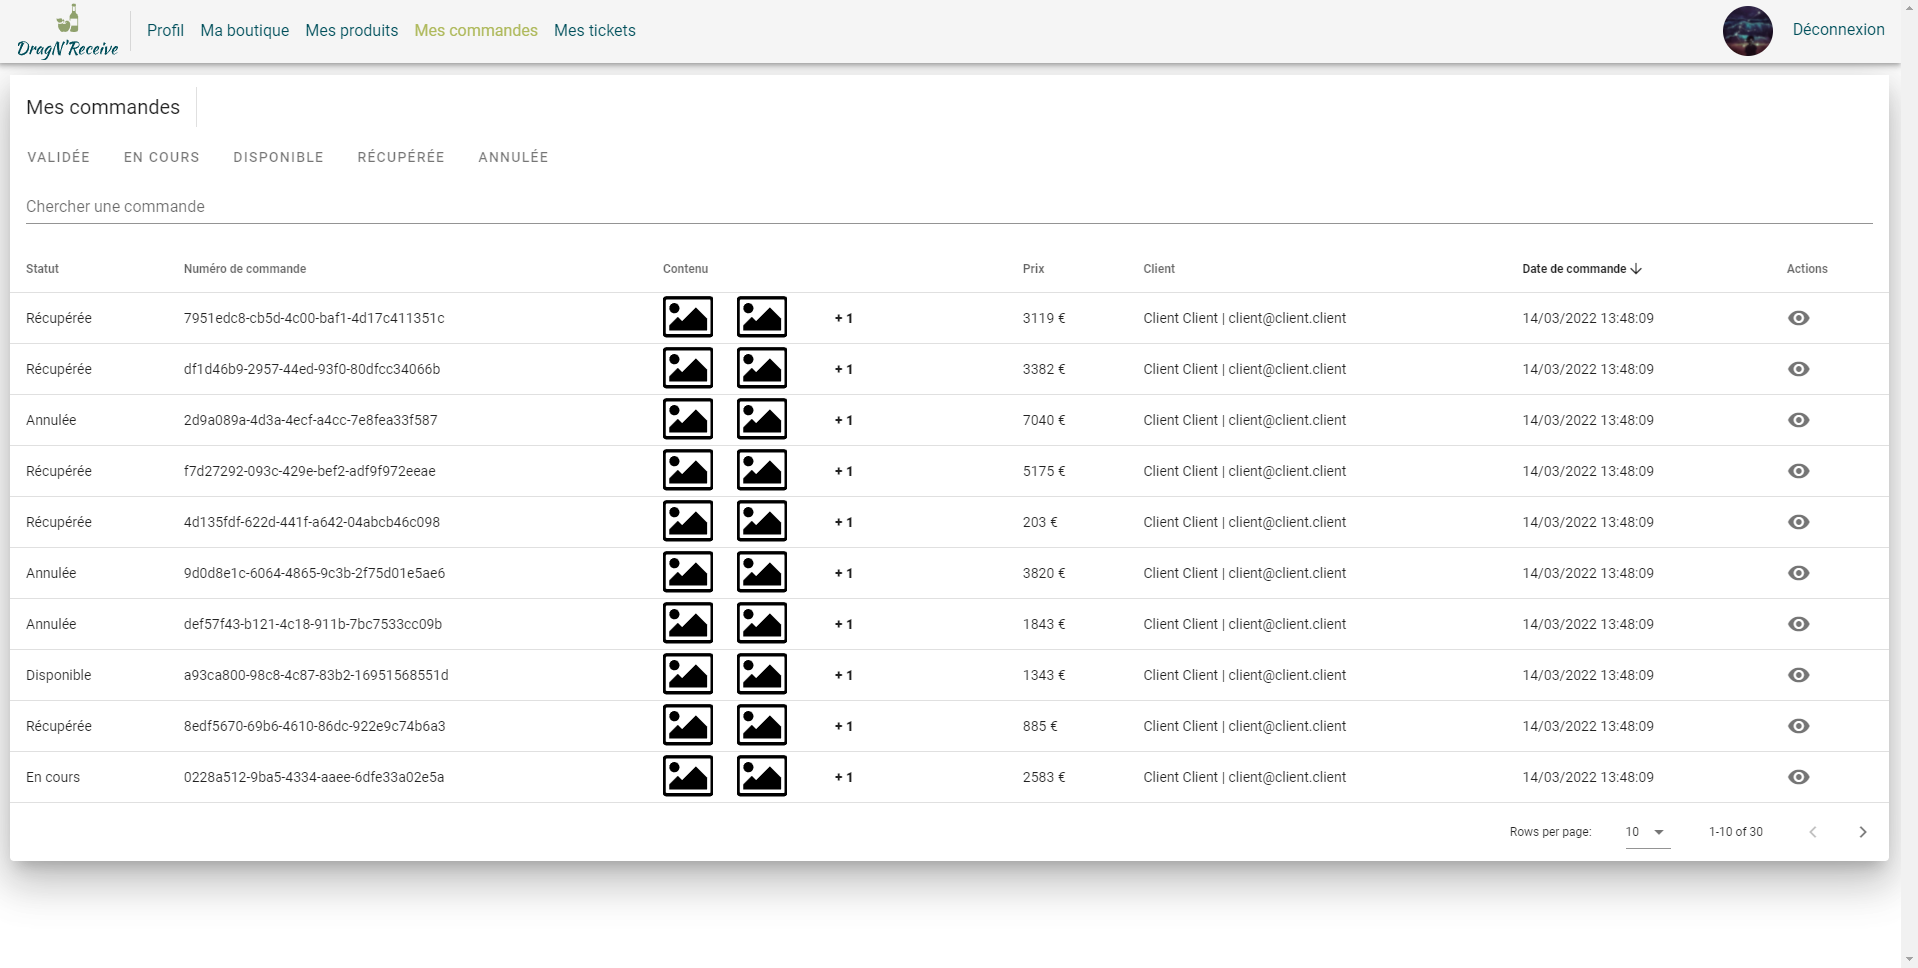 DragN'Receive
Profil Ma boutique Mes produits Mes commandes Mes tickets Déconnexion
Mes commandes
VALIDÉE EN COURS DISPONIBLE RÉCUPÉRÉE ANNULÉE
Chercher une commande
Statut Numéro de commande Contenu Prix Client Date de commande Actions
Récupérée 7951edc8-cb5d-4c00-baf1-4d17c411351c + 1 3119 € Client Client | client@client.client 14/03/2022 13:48:09
Récupérée df1d46b9-2957-44ed-93f0-80dfcc34066b + 1 3382 € Client Client | client@client.client 14/03/2022 13:48:09
Annulée 2d9a089a-4d3a-4ecf-a4cc-7e8fea33f587 + 1 7040 € Client Client | client@client.client 14/03/2022 13:48:09
Récupérée f7d27292-093c-429e-bef2-adf9f972eeae + 1 5175 € Client Client | client@client.client 14/03/2022 13:48:09
Récupérée 4d135fdf-622d-441f-a642-04abcb46c098 + 1 203 € Client Client | client@client.client 14/03/2022 13:48:09
Annulée 9d0d8e1c-6064-4865-9c3b-2f75d01e5ae6 + 1 3820 € Client Client | client@client.client 14/03/2022 13:48:09
Annulée def57f43-b121-4c18-911b-7bc7533cc09b + 1 1843 € Client Client | client@client.client 14/03/2022 13:48:09
Disponible a93ca800-98c8-4c87-83b2-16951568551d + 1 1343 € Client Client | client@client.client 14/03/2022 13:48:09
Récupérée 8edf5670-69b6-4610-86dc-922e9c74b6a3 + 1 885 € Client Client | client@client.client 14/03/2022 13:48:09
En cours 0228a512-9ba5-4334-aaee-6dfe33a02e5a + 1 2583 € Client Client | client@client.client 14/03/2022 13:48:09
Rows per page: 10 1-10 of 30